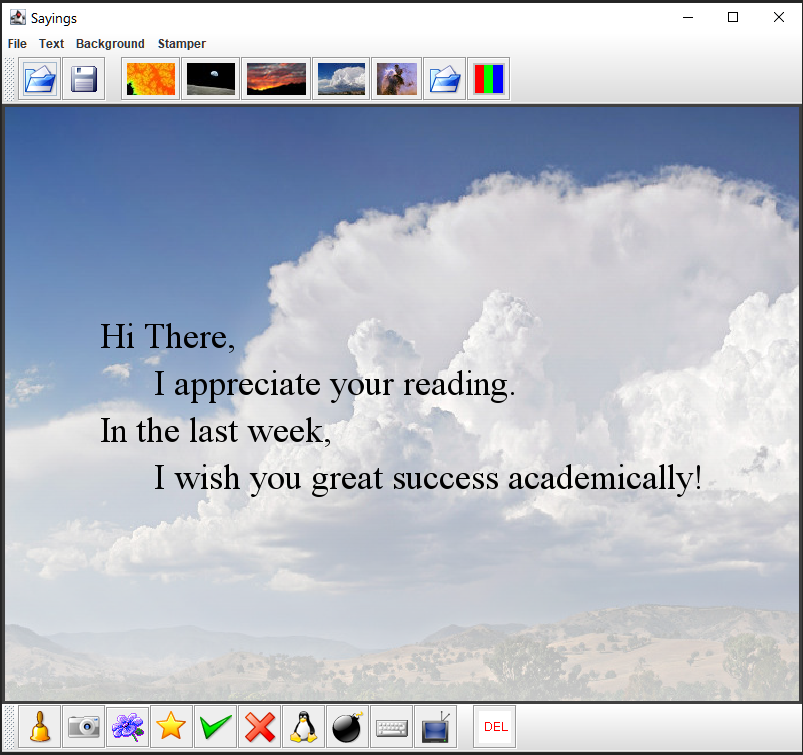 Sayings
File Text Background Stamper
Hi There,
I appreciate your reading.
In the last week,
I wish you great success academically!
DEL